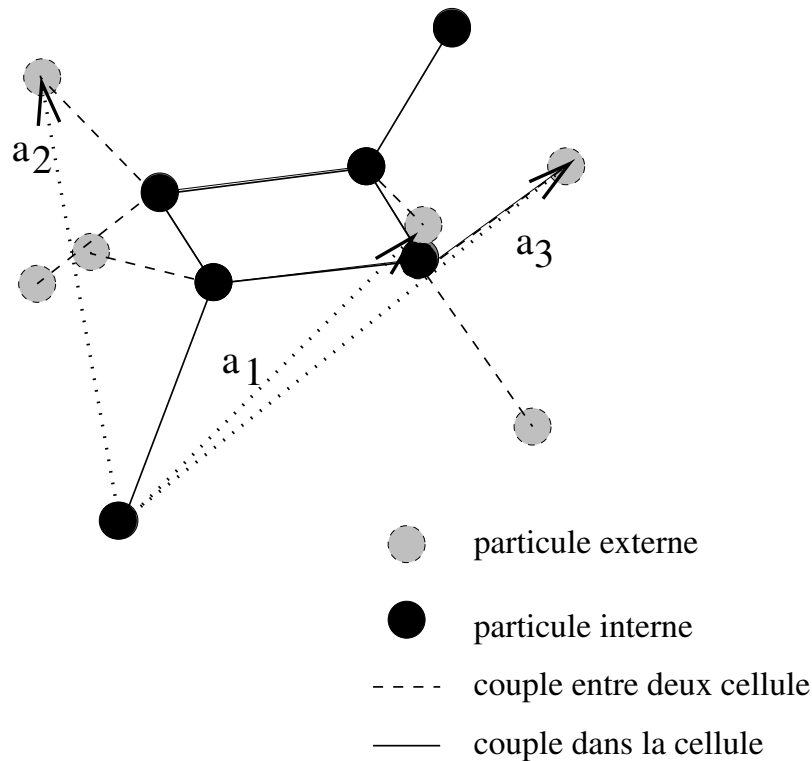 a2
a3
a1
particule externe
particule interne
couple entre deux cellule
couple dans la cellule